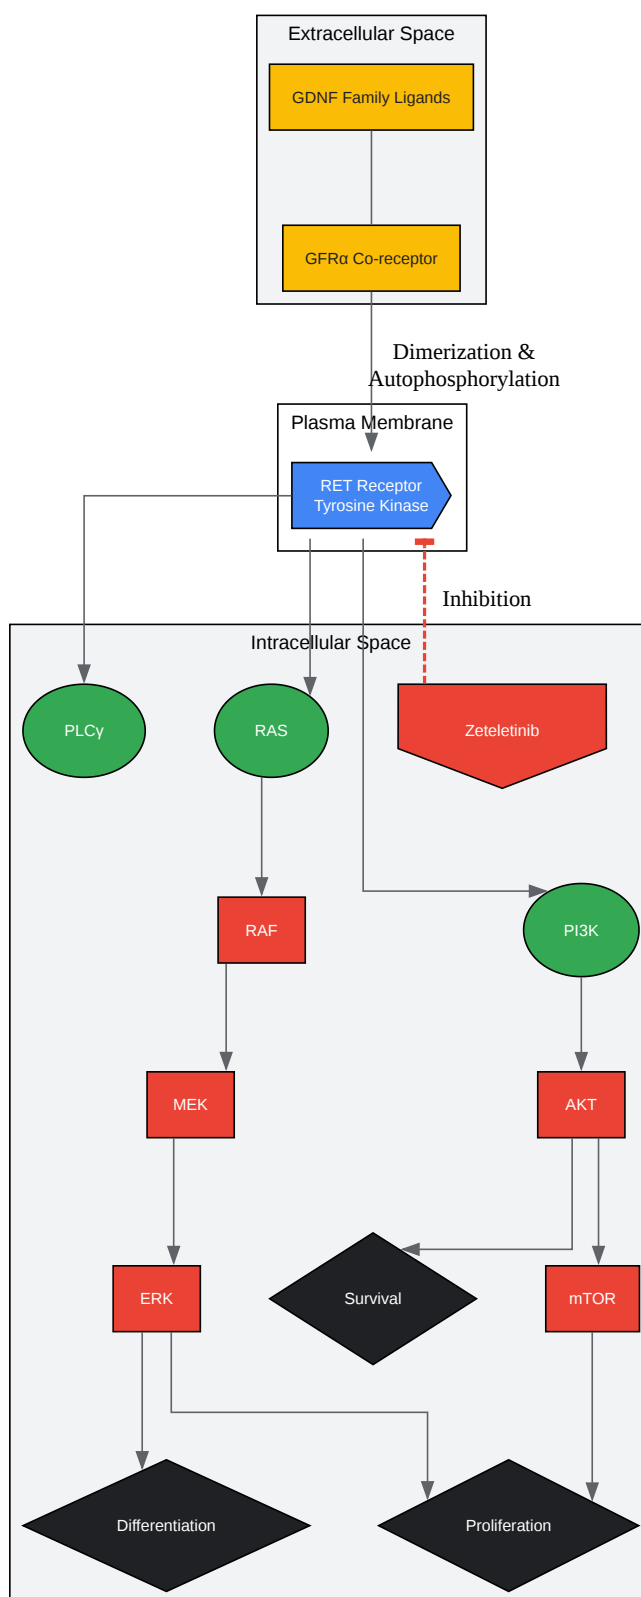 Extracellular Space
GDNF Family Ligands
GFRα Co-receptor
Dimerization &
Autophosphorylation
Plasma Membrane
RET Receptor
Tyrosine Kinase
Inhibition
Intracellular Space
PLCγ
RAS
Zeteletinib
RAF
PI3K
MEK
AKT
ERK
Survival
mTOR
Differentiation
Proliferation